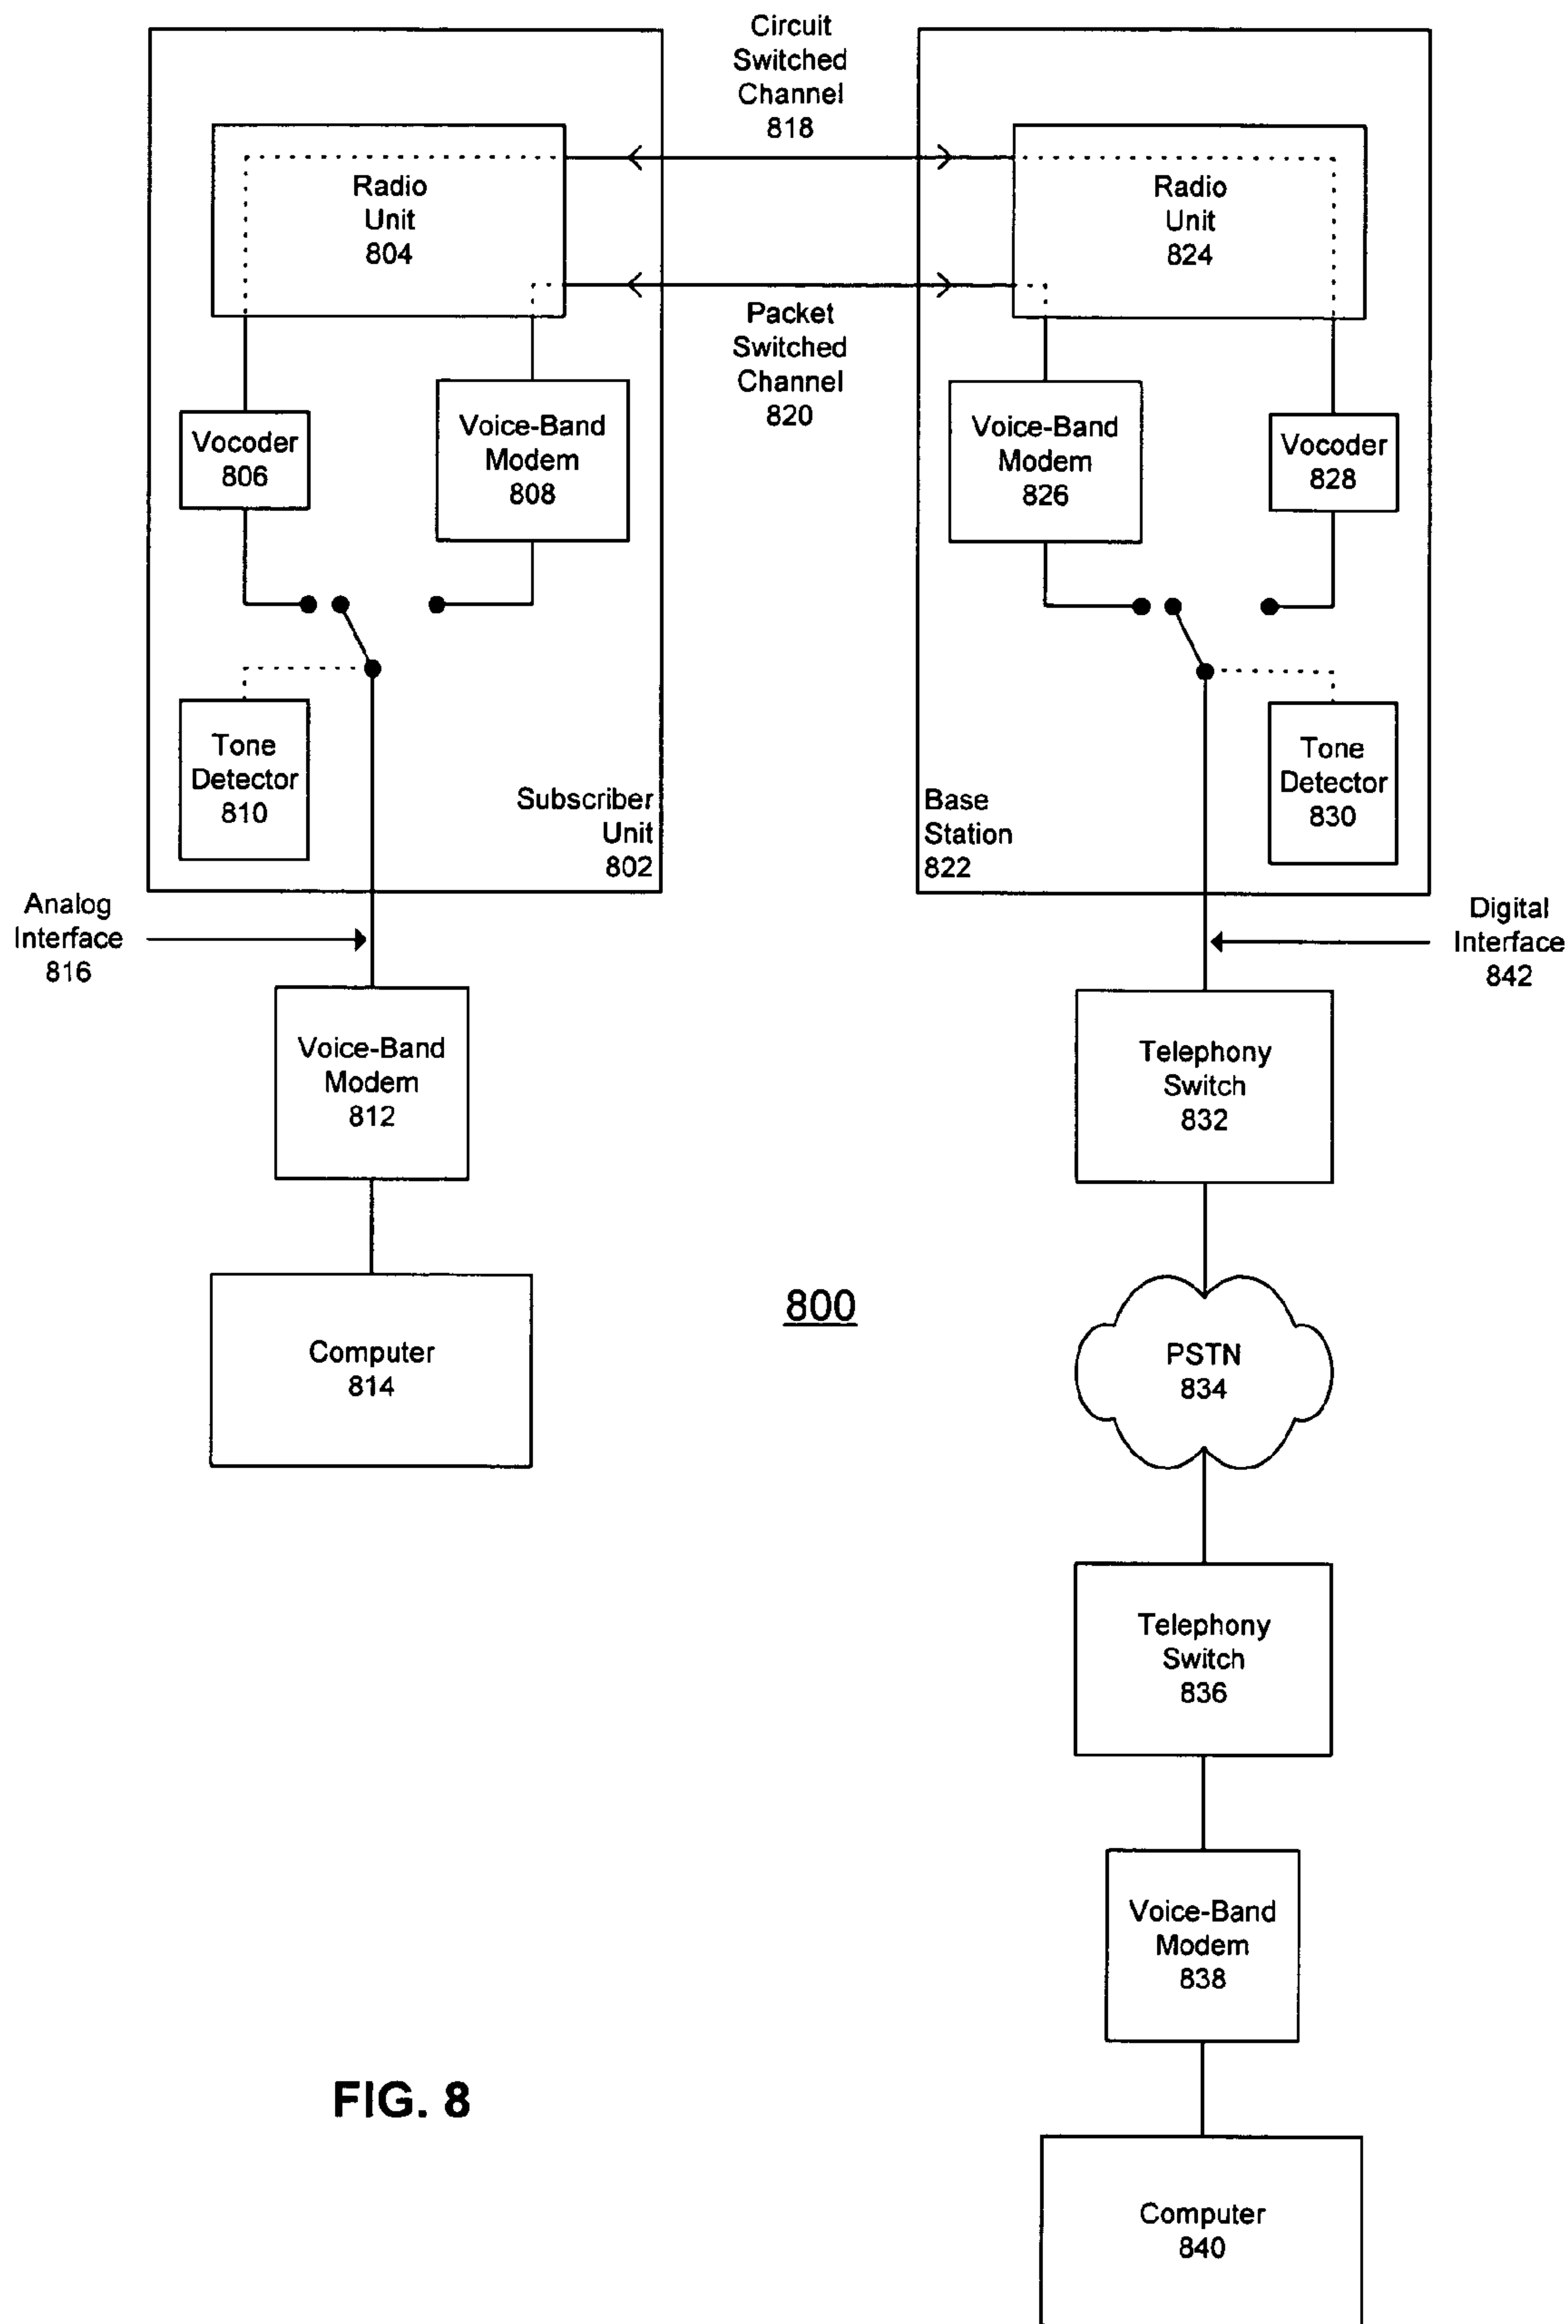 Circuit
Switched
Channel
818
Radio
Unit
804
Radio
Unit
824
Packet
Switched
Channel
820
Vocoder
806
Voice-Band
Modem
808
Voice-Band
Modem
826
Vocoder
828
Tone
Detector
810
Subscriber
Unit
802
Base
Station
822
Tone
Detector
830
Analog
Interface
816
Digital
Interface
842
Voice-Band
Modem
812
Telephony
Switch
832
Computer
814
800
PSTN
834
Telephony
Switch
836
Voice-Band
Modem
838
FIG. 8
Computer
840